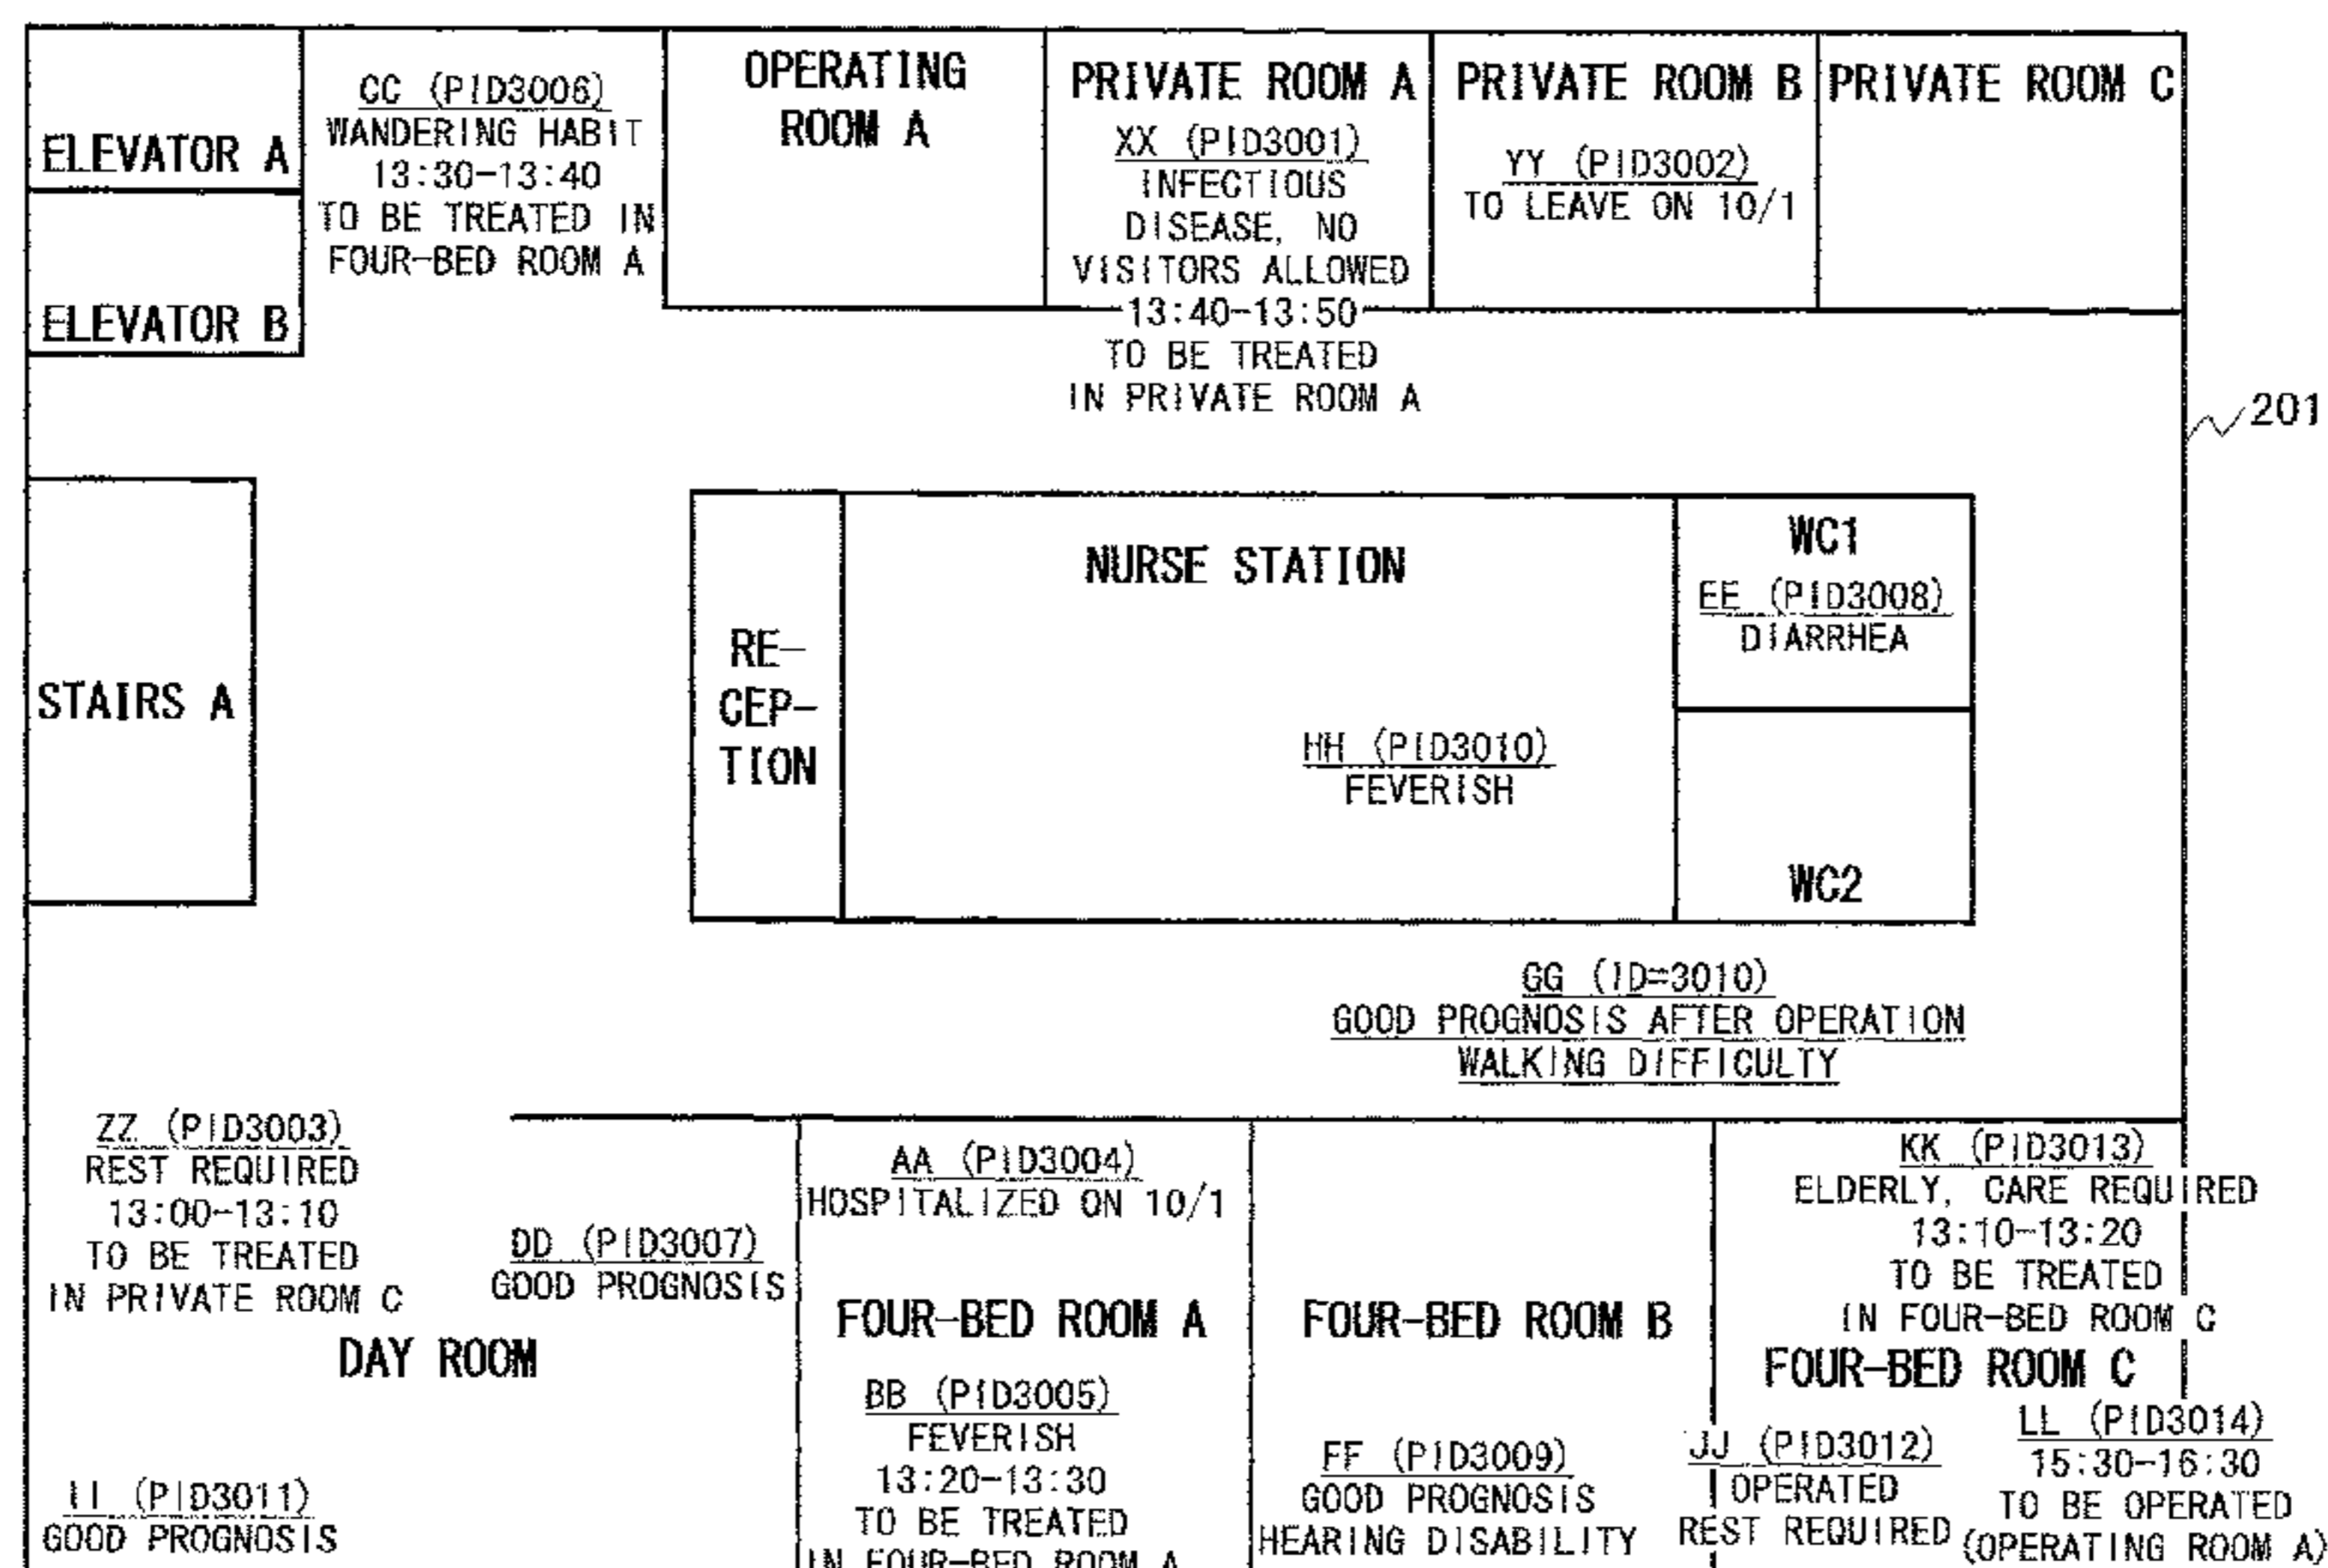 ELEVATOR A
ELEVATOR B
CC (PID3006)
WANDERING HABIT
13:30-13:40
TO BE TREATED IN
FOUR-BED ROOM A
OPERATING
ROOM A
PRIVATE ROOM A
XX (PID3001)
INFECTIOUS
DISEASE, NO
VISITORS ALLOWED
13:40-13:50
TO BE TREATED
IN PRIVATE ROOM A
PRIVATE ROOM B
YY (PID3002)
TO LEAVE ON 10/1
PRIVATE ROOM C
201
STAIRS A
RE-
CEP-
TION
NURSE STATION
HH (PID3010)
FEVERISH
WC1
EE (PID3008)
DIARRHEA
WC2
GG (ID=3010)
GOOD PROGNOSIS AFTER OPERATION
WALKING DIFFICULTY
ZZ (PID3003)
REST REQUIRED
13:00-13:10
TO BE TREATED
IN PRIVATE ROOM C
DD (PID3007)
GOOD PROGNOSIS
DAY ROOM
II (PID3011)
GOOD PROGNOSIS
AA (PID3004)
HOSPITALIZED ON 10/1
FOUR-BED ROOM A
BB (PID3005)
FEVERISH
13:20-13:30
TO BE TREATED
IN FOUR-BED ROOM A
FOUR-BED ROOM B
FF (PID3009)
GOOD PROGNOSIS
HEARING DISABILITY
KK (PID3013)
ELDERLY, CARE REQUIRED
13:10-13:20
TO BE TREATED
IN FOUR-BED ROOM C
FOUR-BED ROOM C
JJ (PID3012)
OPERATED
REST REQUIRED
LL (PID3014)
15:30-16:30
TO BE OPERATED
(OPERATING ROOM A)